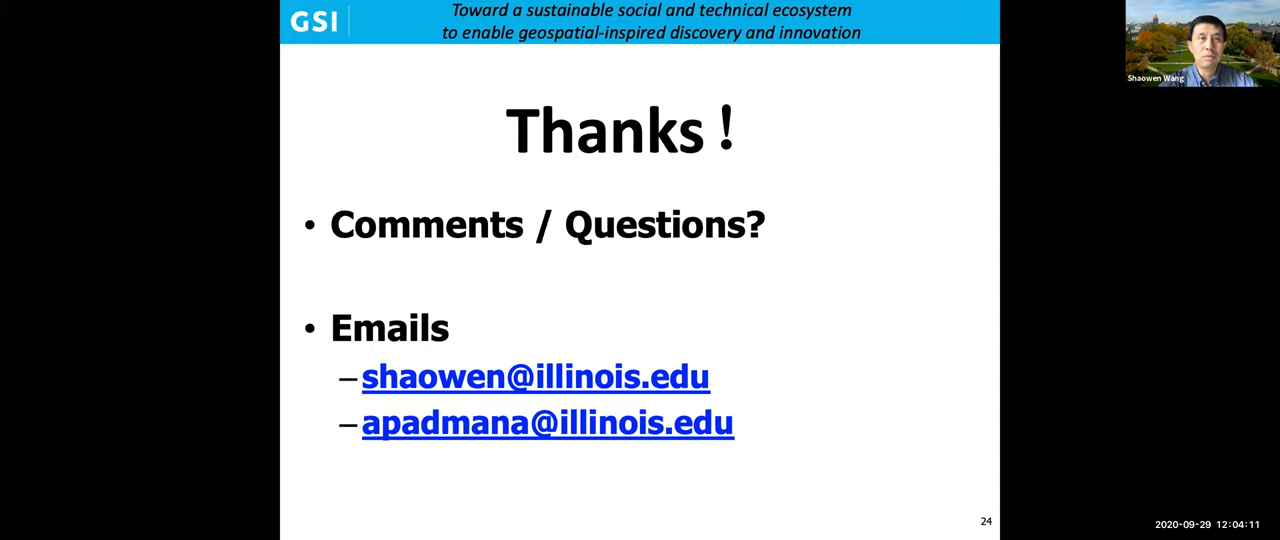 GSI
Toward a sustainable social and technical ecosystem
to enable geospatial-inspired discovery and innovation
Shaowen Wang
Thanks!
• Comments / Questions?
• Emails
–shaowen@illinois.edu
–apadmana@illinois.edu
24
2020-09-29 12:04:11